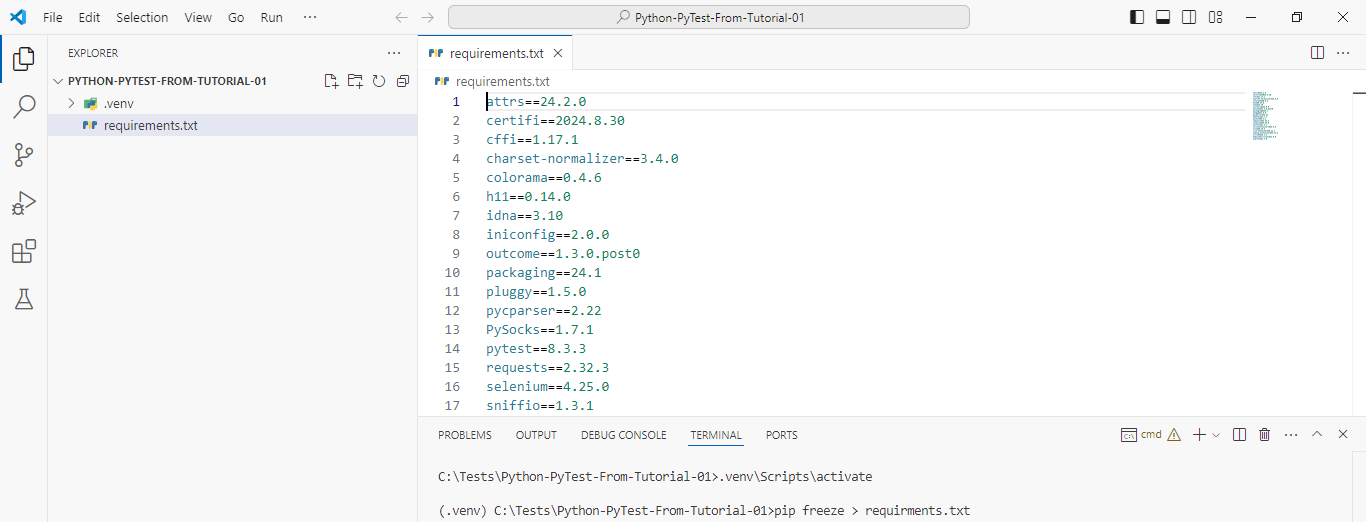 File Edit Selection View Go Run ··· Python-PyTest-From-Tutorial-01
EXPLORER ···
PYTHON-PYTEST-FROM-TUTORIAL-01
.venv
requirements.txt
requirements.txt
requirements.txt
1 attrs==24.2.0
2 certifi==2024.8.30
3 cffi==1.17.1
4 charset-normalizer==3.4.0
5 colorama==0.4.6
6 h11==0.14.0
7 idna==3.10
8 iniconfig==2.0.0
9 outcome==1.3.0.post0
10 packaging==24.1
11 pluggy==1.5.0
12 pycparser==2.22
13 PySocks==1.7.1
14 pytest==8.3.3
15 requests==2.32.3
16 selenium==4.25.0
17 sniffio==1.3.1
PROBLEMS OUTPUT DEBUG CONSOLE TERMINAL PORTS cmd
C:\Tests\Python-PyTest-From-Tutorial-01>.venv\Scripts\activate
(.venv) C:\Tests\Python-PyTest-From-Tutorial-01>pip freeze > requirments.txt